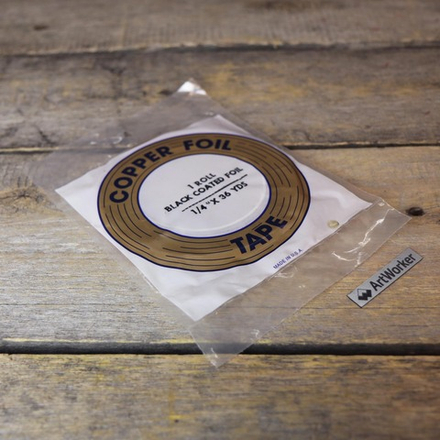 COPPER FOIL
1 ROLL
BLACK COATED FOIL
1/4" X 36 YDS
TAPE
MADE IN U.S.A.
ArtWorker